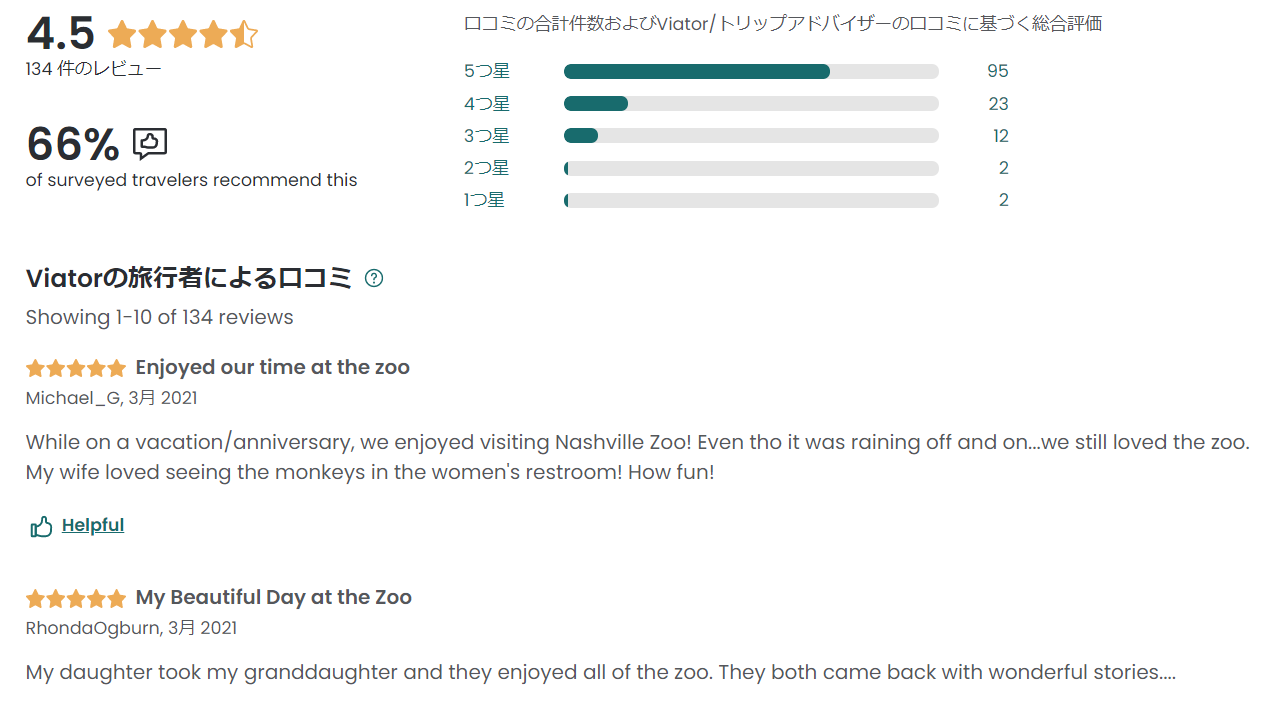 4.5
134 件のレビュー
66%
of surveyed travelers recommend this
口コミの合計件数およびViator/トリップアドバイザーの口コミに基づく総合評価
5つ星 95
4つ星 23
3つ星 12
2つ星 2
1つ星 2
Viatorの旅行者による口コミ ?
Showing 1-10 of 134 reviews
Enjoyed our time at the zoo
Michael_G, 3月 2021
While on a vacation/anniversary, we enjoyed visiting Nashville Zoo! Even tho it was raining off and on...we still loved the zoo.
My wife loved seeing the monkeys in the women's restroom! How fun!
Helpful
My Beautiful Day at the Zoo
RhondaOgburn, 3月 2021
My daughter took my granddaughter and they enjoyed all of the zoo. They both came back with wonderful stories....